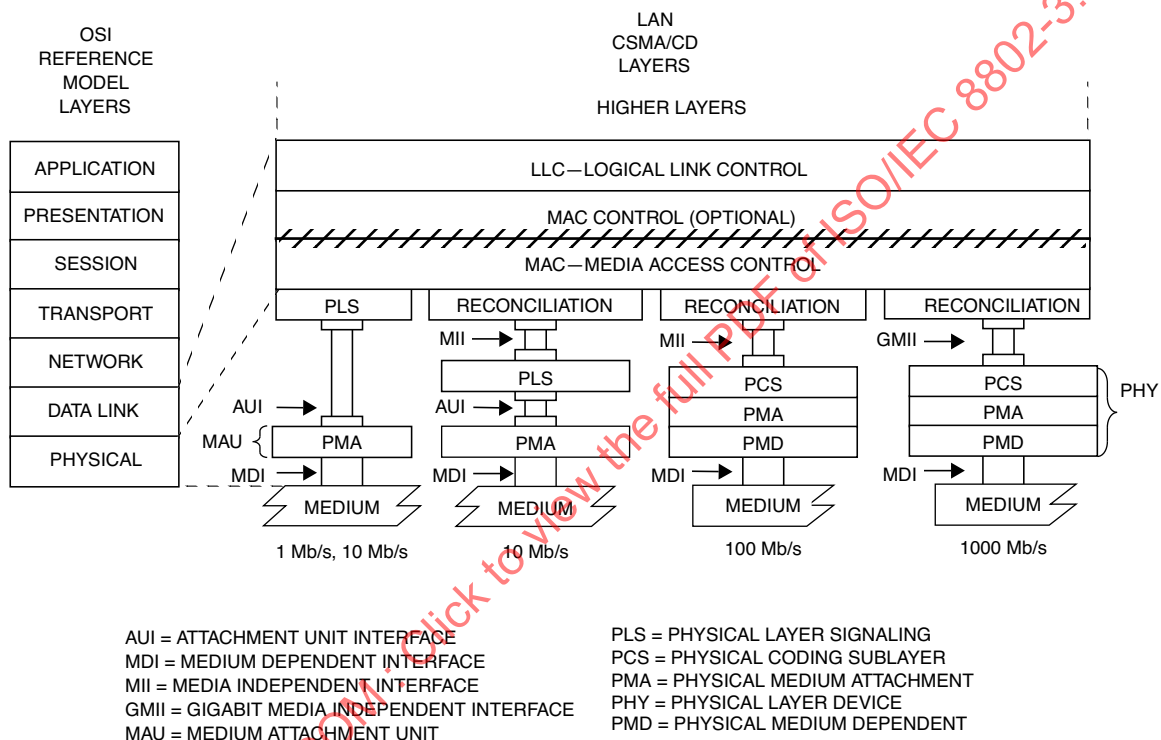 OSI
REFERENCE
MODEL
LAYERS
LAN
CSMA/CD
LAYERS
HIGHER LAYERS
APPLICATION
PRESENTATION
SESSION
TRANSPORT
NETWORK
DATA LINK
PHYSICAL
LLC—LOGICAL LINK CONTROL
MAC CONTROL (OPTIONAL)
MAC—MEDIA ACCESS CONTROL
PLS
AUI
MAU
PMA
MDI
MEDIUM
1 Mb/s, 10 Mb/s
RECONCILIATION
MII
PLS
AUI
PMA
MDI
MEDIUM
10 Mb/s
RECONCILIATION
MII
PCS
PMA
PMD
MDI
MEDIUM
100 Mb/s
RECONCILIATION
GMII
PCS
PMA
PMD
PHY
MDI
MEDIUM
1000 Mb/s
AUI = ATTACHMENT UNIT INTERFACE
MDI = MEDIUM DEPENDENT INTERFACE
MII = MEDIA INDEPENDENT INTERFACE
GMII = GIGABIT MEDIA INDEPENDENT INTERFACE
MAU = MEDIUM ATTACHMENT UNIT
PLS = PHYSICAL LAYER SIGNALING
PCS = PHYSICAL CODING SUBLAYER
PMA = PHYSICAL MEDIUM ATTACHMENT
PHY = PHYSICAL LAYER DEVICE
PMD = PHYSICAL MEDIUM DEPENDENT
OM : Click to view the full PDF of ISO/IEC 8802-3: